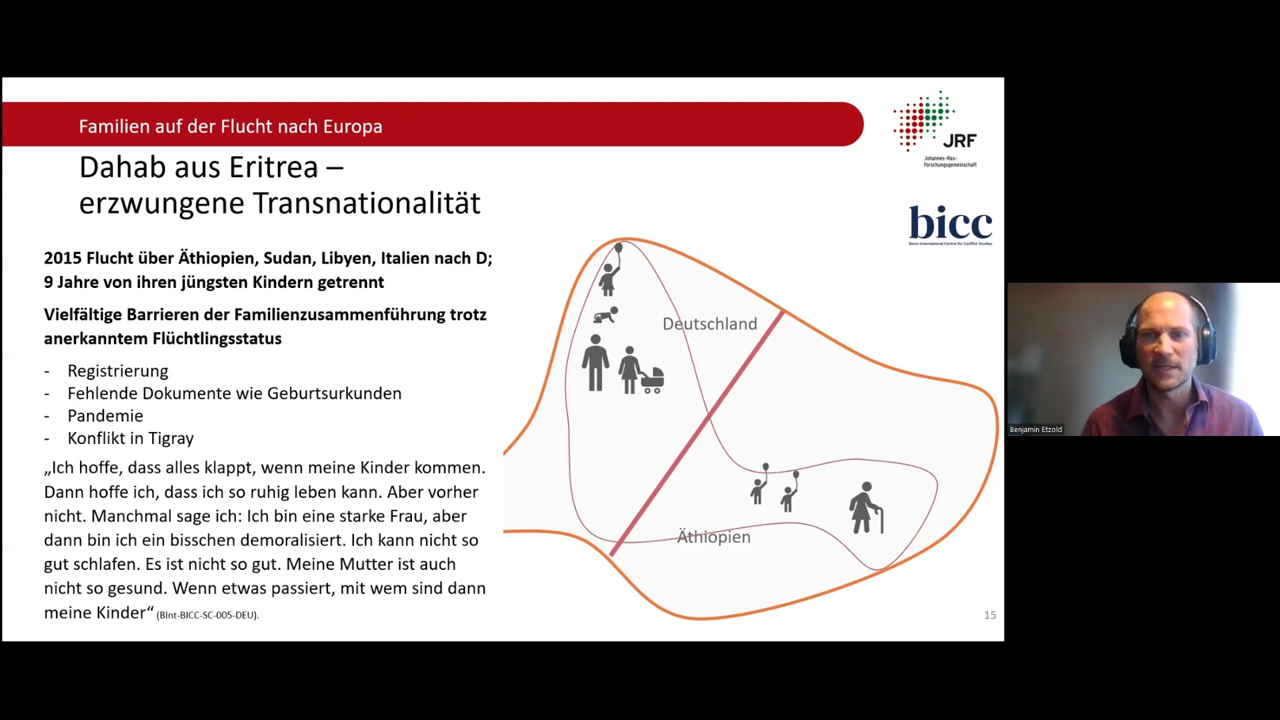 Familien auf der Flucht nach Europa
Dahab aus Eritrea –
erzwungene Transnationalität
JRF
Johannes-Rau-
Forschungsgemeinschaft
bicc
Bonn International Centre for Conflict Studies
2015 Flucht über Äthiopien, Sudan, Libyen, Italien nach D;
9 Jahre von ihren jüngsten Kindern getrennt
Vielfältige Barrieren der Familienzusammenführung trotz
anerkanntem Flüchtlingsstatus
- Registrierung
- Fehlende Dokumente wie Geburtsurkunden
- Pandemie
- Konflikt in Tigray
„Ich hoffe, dass alles klappt, wenn meine Kinder kommen.
Dann hoffe ich, dass ich so ruhig leben kann. Aber vorher
nicht. Manchmal sage ich: Ich bin eine starke Frau, aber
dann bin ich ein bisschen demoralisiert. Ich kann nicht so
gut schlafen. Es ist nicht so gut. Meine Mutter ist auch
nicht so gesund. Wenn etwas passiert, mit wem sind dann
meine Kinder“ (BInt-BICC-SC-005-DEU).
Deutschland
Äthiopien
15
Benjamin Etzold